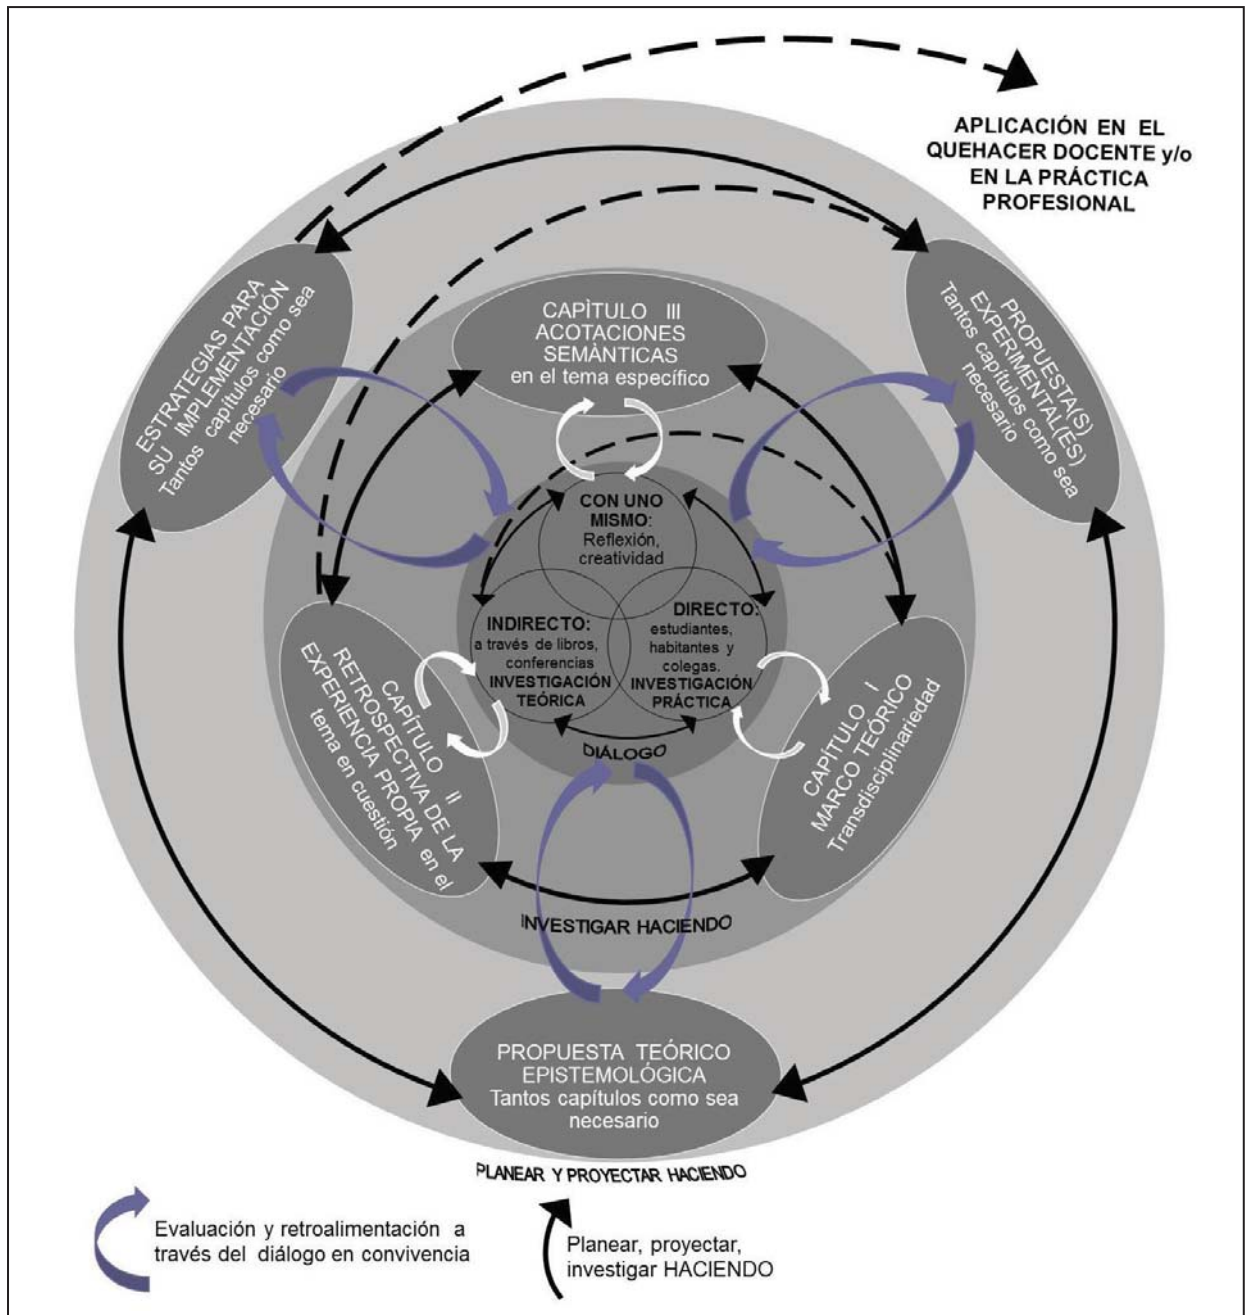 APLICACIÓN EN EL
QUEHACER DOCENTE y/o
EN LA PRÁCTICA
PROFESIONAL
ESTRATEGIAS PARA
SU IMPLEMENTACIÓN
Tantos capítulos como sea
necesario
CAPÌTULO III
ACOTACIONES
SEMÀNTICAS
en el tema específico
PROPUESTA(S)
EXPERIMENTAL(ES)
Tantos capítulos como sea
necesario
CON UNO
MISMO:
Reflexión,
creatividad
INDIRECTO:
a través de libros,
conferencias
INVESTIGACIÓN
TEÓRICA
DIRECTO:
estudiantes,
habitantes y
colegas.
INVESTIGACIÓN
PRÁCTICA
DIÁLOGO
CAPÍTULO II
RETROSPECTIVA DE LA
EXPERIENCIA PROPIA en el
tema en cuestión
CAPÍTULO I
MARCO TEÓRICO
Transdisciplinariedad
INVESTIGAR HACIENDO
PROPUESTA TEÓRICO
EPISTEMOLÓGICA
Tantos capítulos como sea
necesario
PLANEAR Y PROYECTAR HACIENDO
Evaluación y retroalimentación a
través del diálogo en convivencia
Planear, proyectar,
investigar HACIENDO